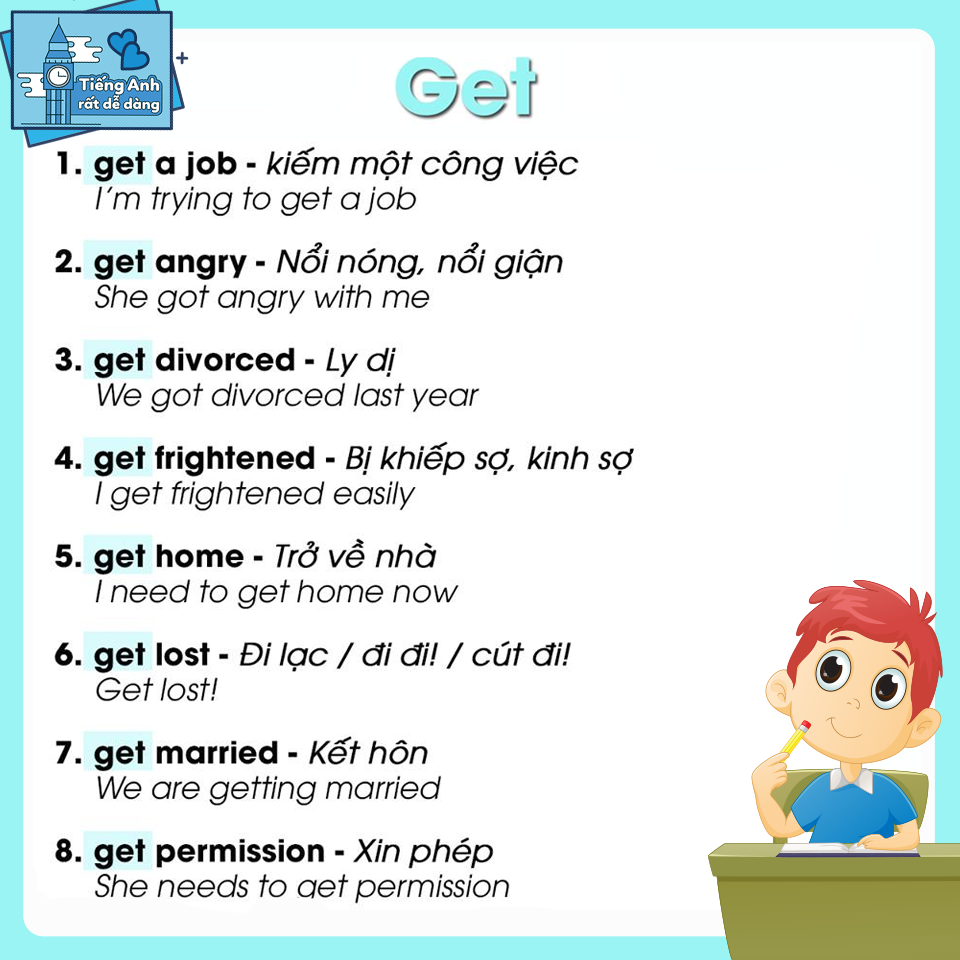 Tiếng Anh
rất dễ dàng
Get
1. get a job - kiếm một công việc
I'm trying to get a job
2. get angry - Nổi nóng, nổi giận
She got angry with me
3. get divorced - Ly dị
We got divorced last year
4. get frightened - Bị khiếp sợ, kinh sợ
I get frightened easily
5. get home - Trở về nhà
I need to get home now
6. get lost - Đi lạc / đi đi! / cút đi!
Get lost!
7. get married - Kết hôn
We are getting married
8. get permission - Xin phép
She needs to get permission